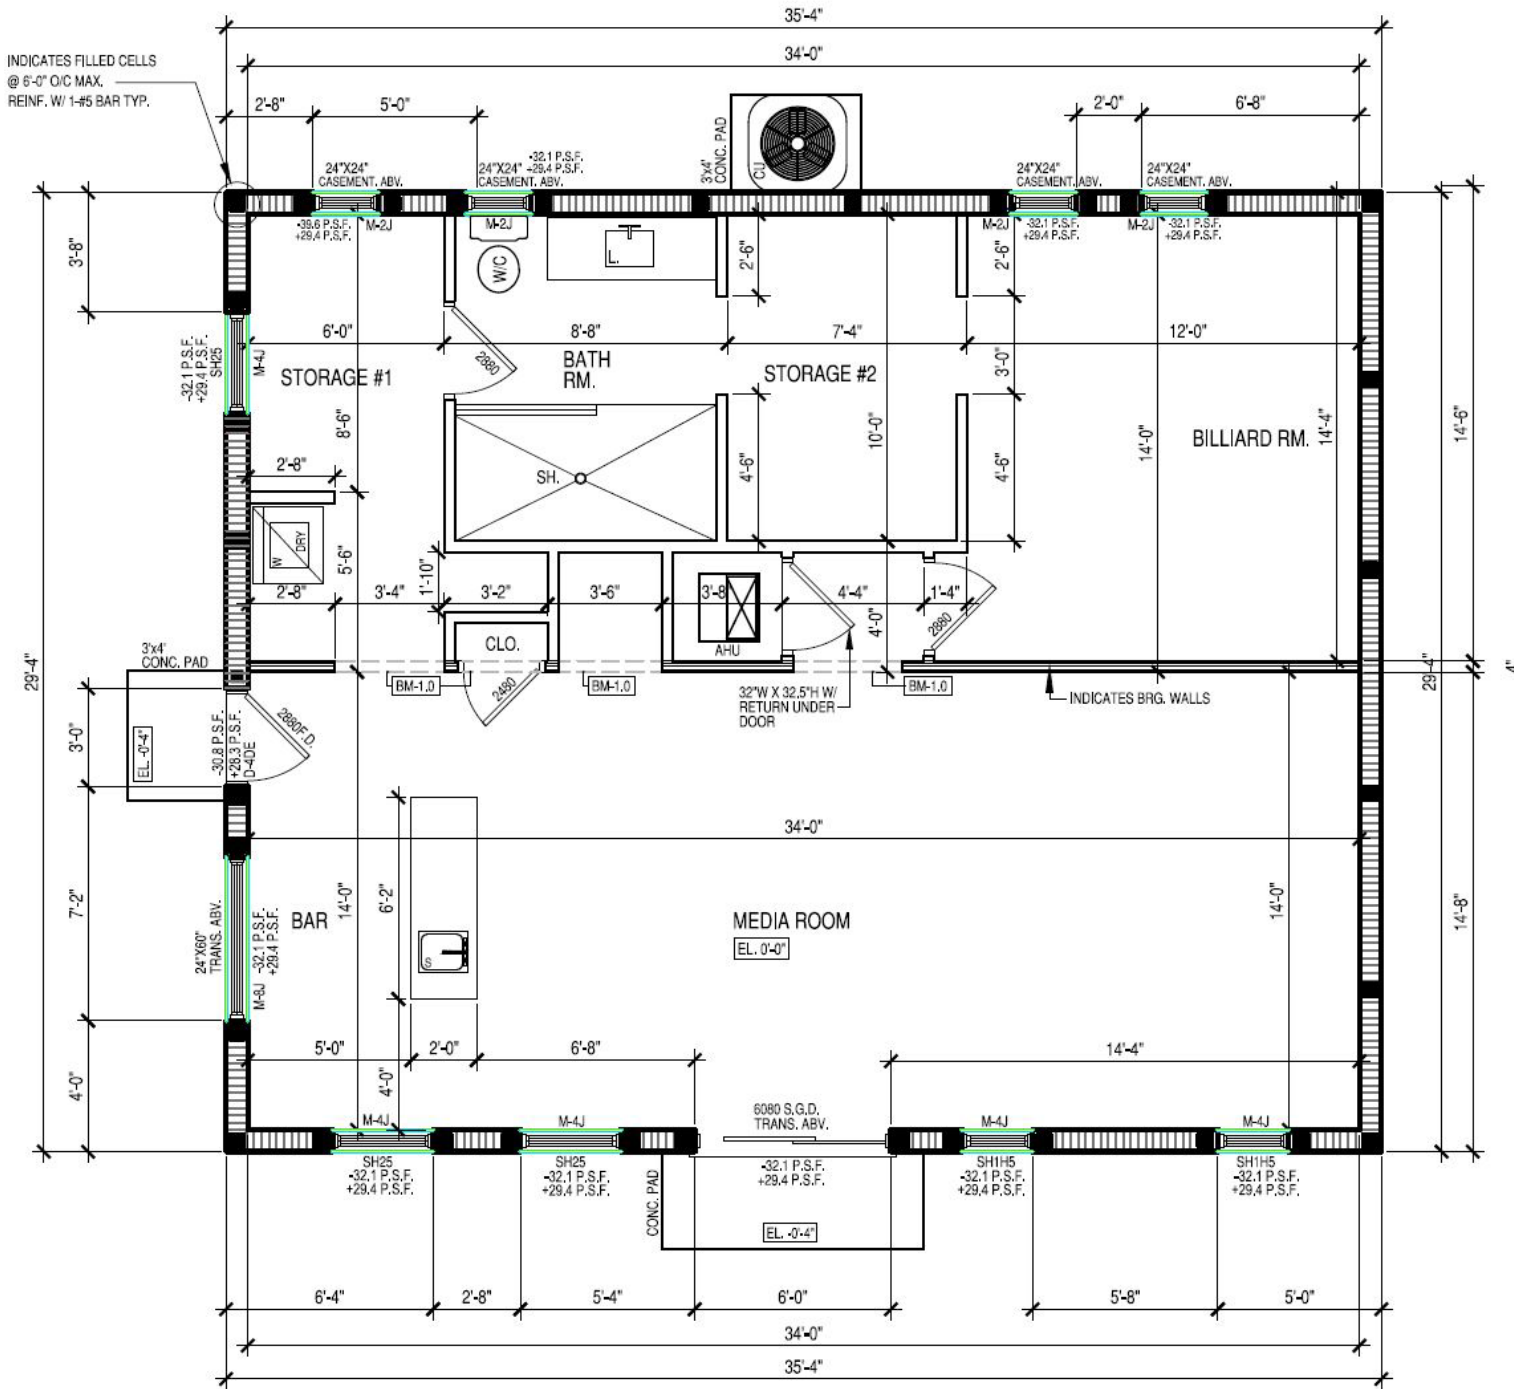 35'-4"
34'-0"
INDICATES FILLED CELLS
@ 6'-0" O/C MAX.
REINF. W/ 1-#5 BAR TYP.
2'-8"
5'-0"
2'-0"
6'-8"
3'x4'
CONC. PAD
CU
24"X24"
CASEMENT. ABV.
24"X24"
CASEMENT. ABV.
-32.1 P.S.F.
+29.4 P.S.F.
24"X24"
CASEMENT. ABV.
24"X24"
CASEMENT. ABV.
-39.6 P.S.F.
+29.4 P.S.F.
M-2J
M-2J
M-2J
-32.1 P.S.F.
+29.4 P.S.F.
M-2J
-32.1 P.S.F.
+29.4 P.S.F.
3'-8"
W/C
L.
2'-6"
2'-6"
6'-0"
8'-8"
7'-4"
12'-0"
-32.1 P.S.F.
+29.4 P.S.F.
SH25
M-4J
2880
STORAGE #1
BATH
RM.
STORAGE #2
3'-0"
BILLIARD RM.
8'-6"
10'-0"
14'-0"
14'-4"
14'-6"
2'-8"
SH.
4'-6"
4'-6"
W
DRY
5'-6"
1'-10"
2'-8"
3'-4"
3'-2"
3'-6"
3'-8
4'-4"
1'-4"
4'-0"
2880
CLO.
AHU
3'x4'
CONC. PAD
29'-4"
29'-4"
4"
BM-1.0
2480
BM-1.0
32"W X 32.5"H W/
RETURN UNDER
DOOR
BM-1.0
INDICATES BRG. WALLS
3'-0"
EL. -0'-4"
-30.8 P.S.F.
+28.3 P.S.F.
D-4DE
2880F.D.
34'-0"
7'-2"
24"X60"
TRANS. ABV.
-32.1 P.S.F.
+29.4 P.S.F.
M-8J
BAR
14'-0"
6'-2"
S
MEDIA ROOM
EL. 0'-0"
14'-0"
14'-8"
5'-0"
2'-0"
6'-8"
14'-4"
4'-0"
4'-0"
M-4J
M-4J
6080 S.G.D.
TRANS. ABV.
M-4J
M-4J
SH25
-32.1 P.S.F.
+29.4 P.S.F.
SH25
-32.1 P.S.F.
+29.4 P.S.F.
-32.1 P.S.F.
+29.4 P.S.F.
SH1H5
-32.1 P.S.F.
+29.4 P.S.F.
SH1H5
-32.1 P.S.F.
+29.4 P.S.F.
CONC. PAD
EL. -0'-4"
6'-4"
2'-8"
5'-4"
6'-0"
5'-8"
5'-0"
34'-0"
35'-4"